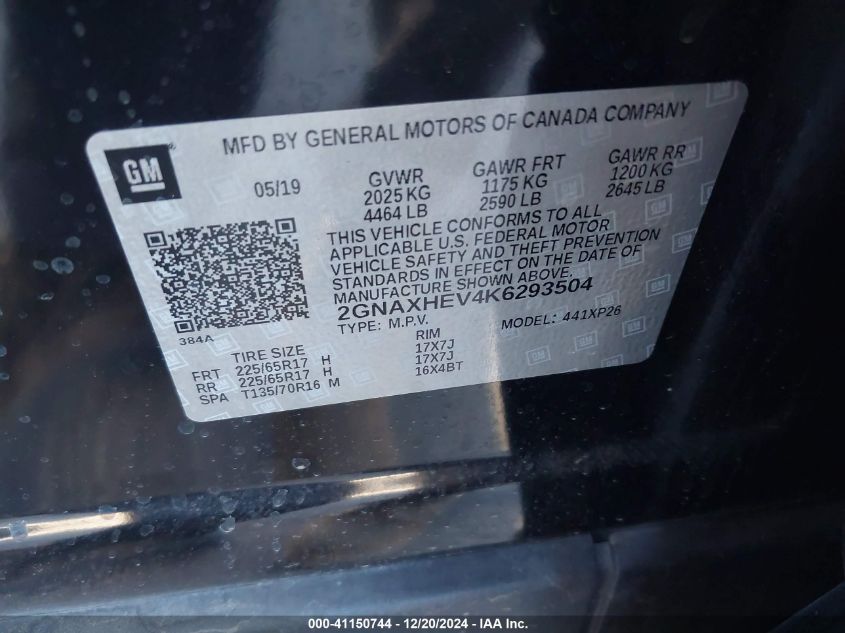 MFD BY GENERAL MOTORS OF CANADA COMPANY
GM
05/19
GVWR GAWR FRT GAWR RR
2025 KG 1175 KG 1200 KG
4464 LB 2590 LB 2645 LB
THIS VEHICLE CONFORMS TO ALL
APPLICABLE U.S. FEDERAL MOTOR
VEHICLE SAFETY AND THEFT PREVENTION
STANDARDS IN EFFECT ON THE DATE OF
MANUFACTURE SHOWN ABOVE.
2GNAXHEV4K6293504
384A
TYPE: M.P.V. MODEL: 441XP26
TIRE SIZE RIM
FRT 225/65R17 H 17X7J
RR 225/65R17 H 17X7J
SPA T135/70R16 M 16X4BT
000-41150744 - 12/20/2024 - IAA Inc.